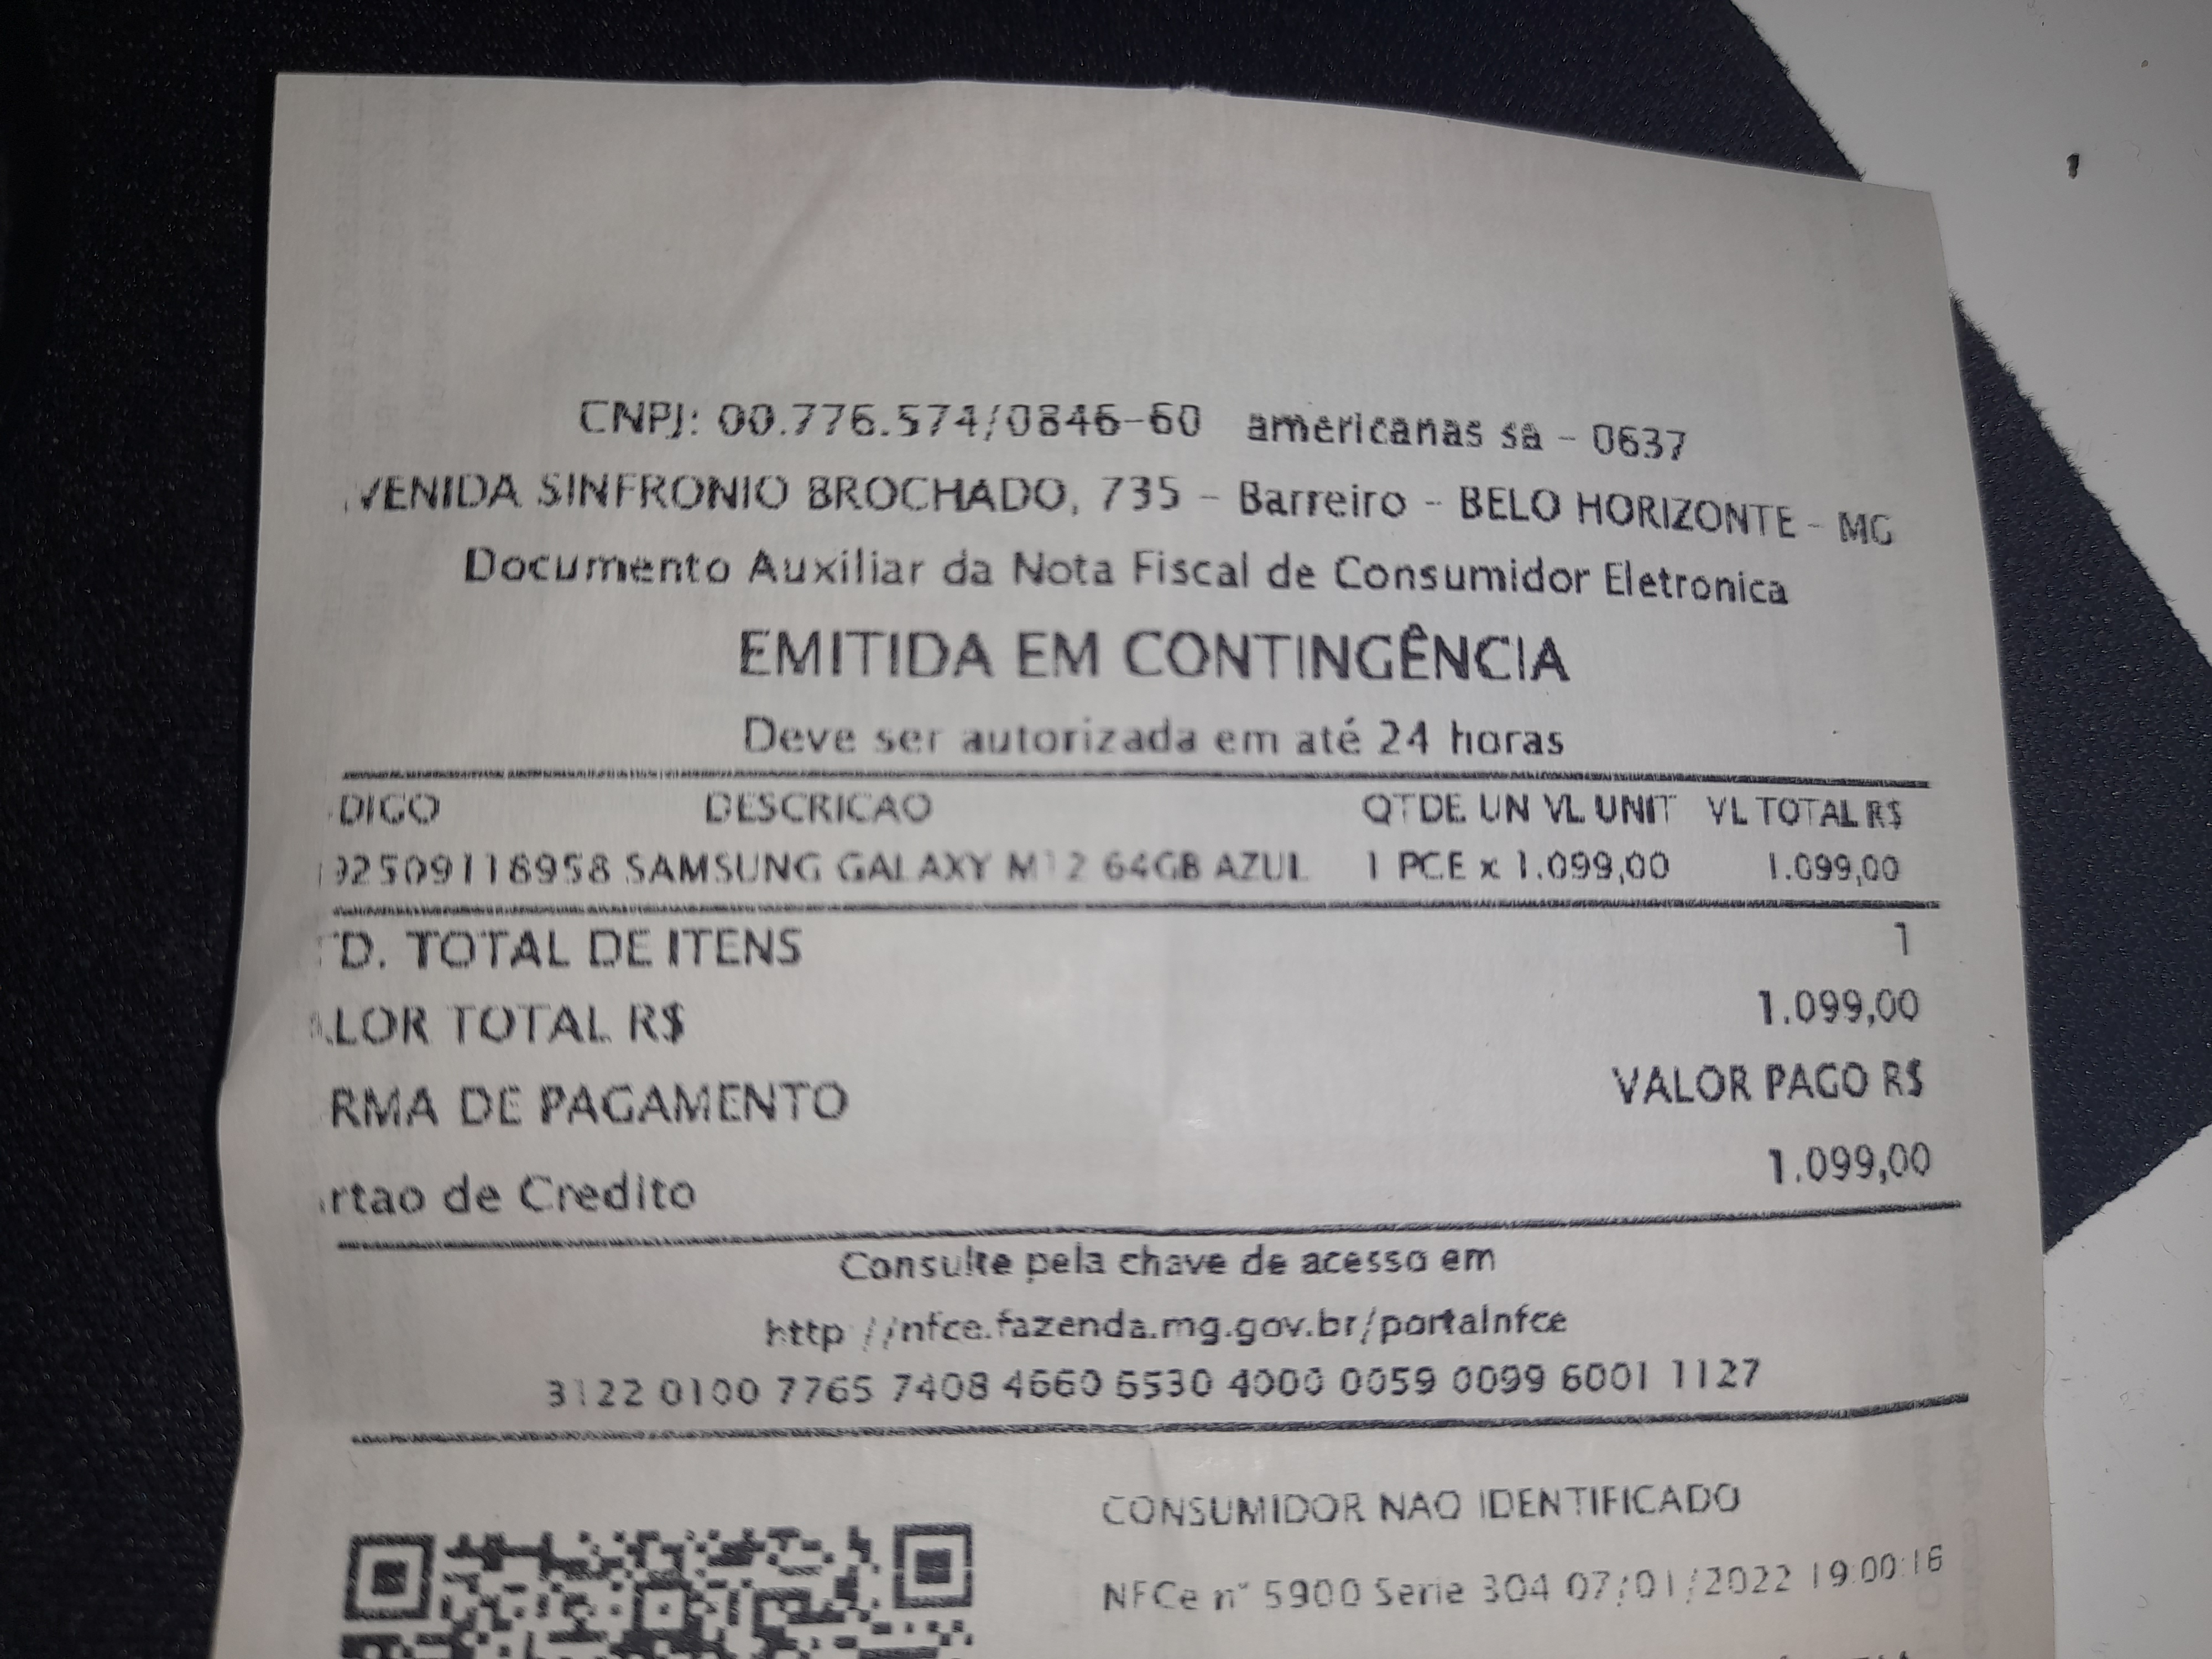 CNPJ: 00.776.574/0846-60 americanas sa - 0637
VENIDA SINFRONIO BROCHADO, 735 - Barreiro - BELO HORIZONTE - MG
Documento Auxiliar da Nota Fiscal de Consumidor Eletronica
EMITIDA EM CONTINGÊNCIA
Deve ser autorizada em até 24 horas
DIGO DESCRICAO QTDE UN VL UNIT VL TOTAL R$
92509116958 SAMSUNG GALAXY M12 64GB AZUL 1 PCE x 1.099,00 1.099,00
TD. TOTAL DE ITENS 1
LOR TOTAL R$ 1.099,00
RMA DE PAGAMENTO VALOR PAGO R$
rtao de Credito 1.099,00
Consulte pela chave de acesso em
http://nfce.fazenda.mg.gov.br/portalnfce
3122 0100 7765 7408 4660 6530 4000 0059 0099 6001 1127
CONSUMIDOR NAO IDENTIFICADO
NFCe n° 5900 Serie 304 07/01/2022 19:00:16